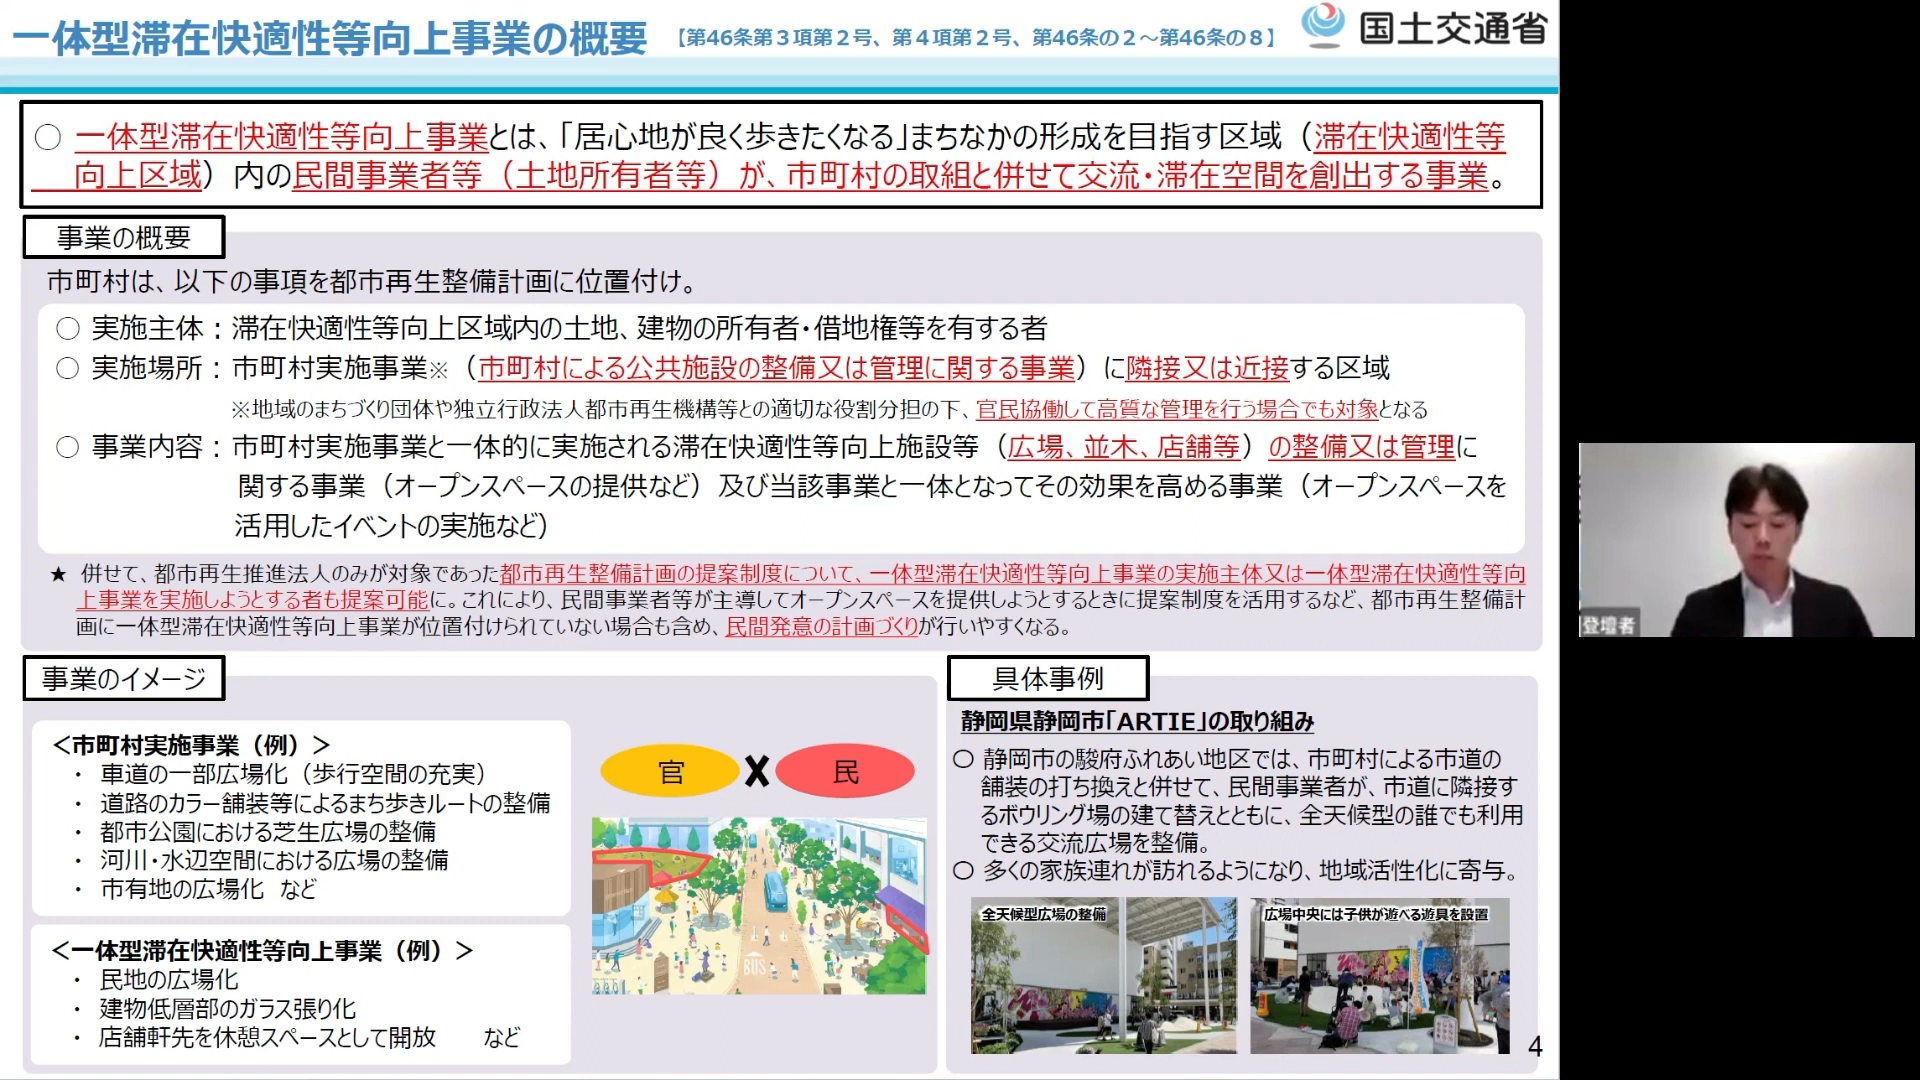 一体型滞在快適性等向上事業の概要 【第46条第３項第２号、第４項第２号、第46条の２～第46条の８】
国土交通省
○ 一体型滞在快適性等向上事業とは、「居心地が良く歩きたくなる」まちなかの形成を目指す区域（滞在快適性等
向上区域）内の民間事業者等（土地所有者等）が、市町村の取組と併せて交流・滞在空間を創出する事業。
事業の概要
市町村は、以下の事項を都市再生整備計画に位置付け。
○ 実施主体：滞在快適性等向上区域内の土地、建物の所有者・借地権等を有する者
○ 実施場所：市町村実施事業※（市町村による公共施設の整備又は管理に関する事業）に隣接又は近接する区域
※地域のまちづくり団体や独立行政法人都市再生機構等との適切な役割分担の下、官民協働して高質な管理を行う場合でも対象となる
○ 事業内容：市町村実施事業と一体的に実施される滞在快適性等向上施設等（広場、並木、店舗等）の整備又は管理に
関する事業（オープンスペースの提供など）及び当該事業と一体となってその効果を高める事業（オープンスペースを
活用したイベントの実施など）
★ 併せて、都市再生推進法人のみが対象であった都市再生整備計画の提案制度について、一体型滞在快適性等向上事業の実施主体又は一体型滞在快適性等向
上事業を実施しようとする者も提案可能に。これにより、民間事業者等が主導してオープンスペースを提供しようとするときに提案制度を活用するなど、都市再生整備計
画に一体型滞在快適性等向上事業が位置付けられていない場合も含め、民間発意の計画づくりが行いやすくなる。
事業のイメージ
＜市町村実施事業（例）＞
・ 車道の一部広場化（歩行空間の充実）
・ 道路のカラー舗装等によるまち歩きルートの整備
・ 都市公園における芝生広場の整備
・ 河川・水辺空間における広場の整備
・ 市有地の広場化 など
＜一体型滞在快適性等向上事業（例）＞
・ 民地の広場化
・ 建物低層部のガラス張り化
・ 店舗軒先を休憩スペースとして開放 など
官 X 民
BUS
具体事例
静岡県静岡市「ARTIE」の取り組み
○ 静岡市の駿府ふれあい地区では、市町村による市道の
舗装の打ち換えと併せて、民間事業者が、市道に隣接す
るボウリング場の建て替えとともに、全天候型の誰でも利用
できる交流広場を整備。
○ 多くの家族連れが訪れるようになり、地域活性化に寄与。
全天候型広場の整備
広場中央には子供が遊べる遊具を設置
4
登壇者